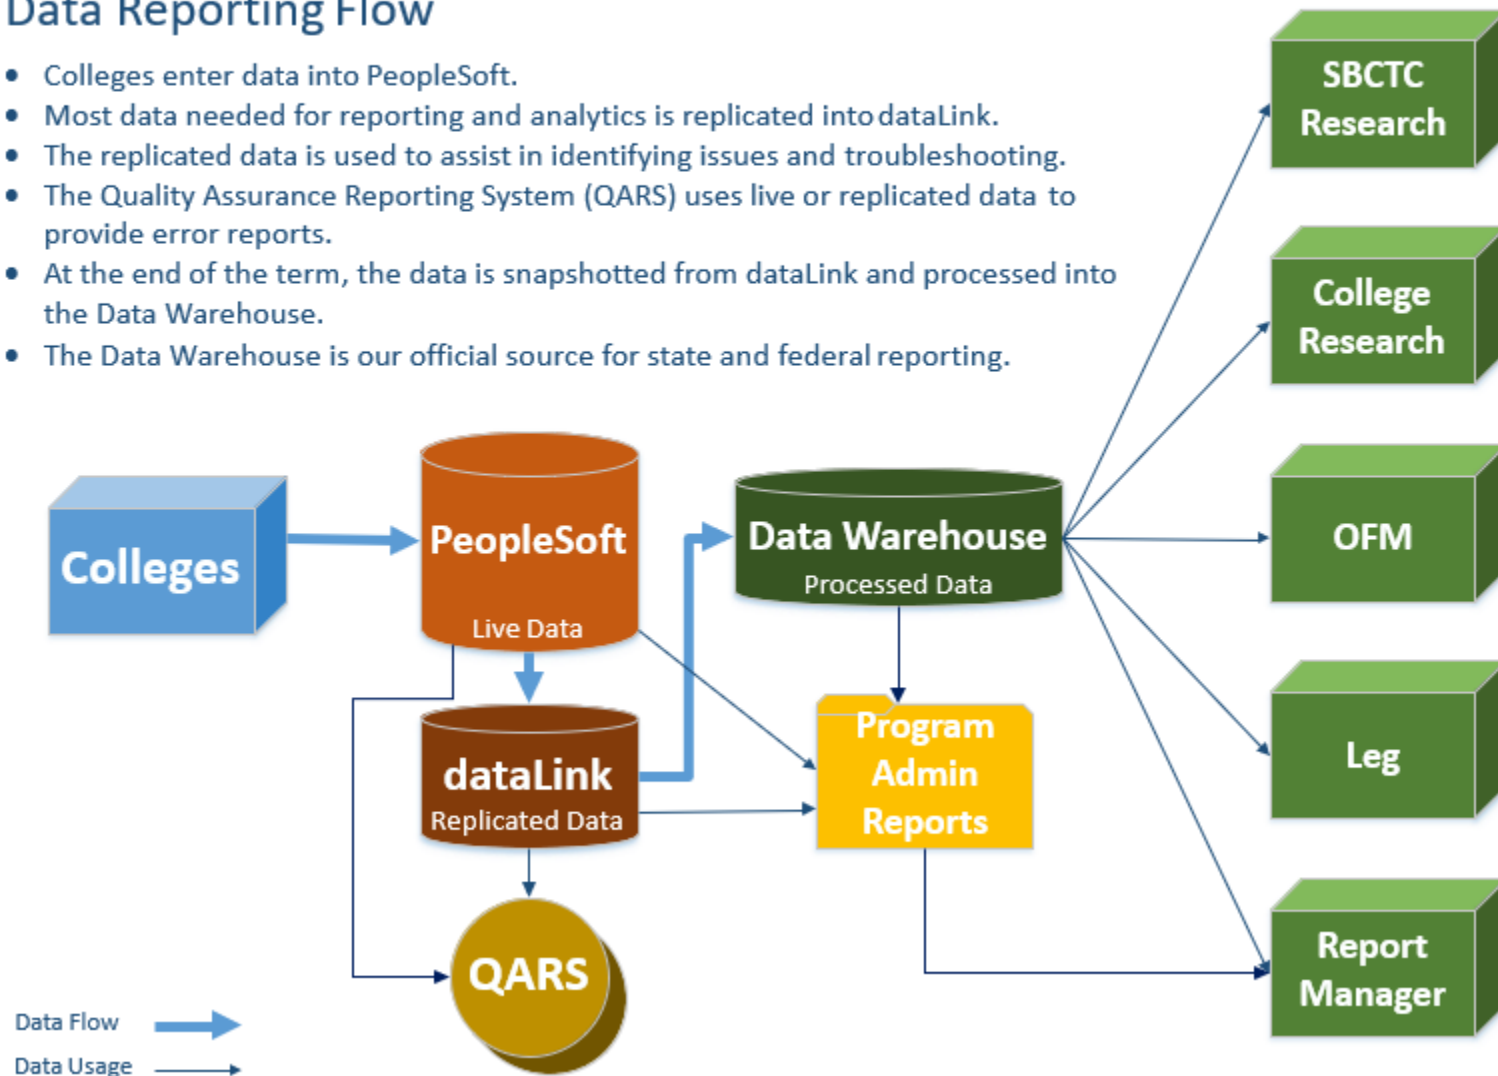 Data Reporting Flow
• Colleges enter data into PeopleSoft.
• Most data needed for reporting and analytics is replicated into dataLink.
• The replicated data is used to assist in identifying issues and troubleshooting.
• The Quality Assurance Reporting System (QARS) uses live or replicated data to
provide error reports.
• At the end of the term, the data is snapshotted from dataLink and processed into
the Data Warehouse.
• The Data Warehouse is our official source for state and federal reporting.
SBCTC
Research
College
Research
OFM
Leg
Report
Manager
Colleges
PeopleSoft
Live Data
Data Warehouse
Processed Data
dataLink
Replicated Data
Program
Admin
Reports
QARS
Data Flow
Data Usage